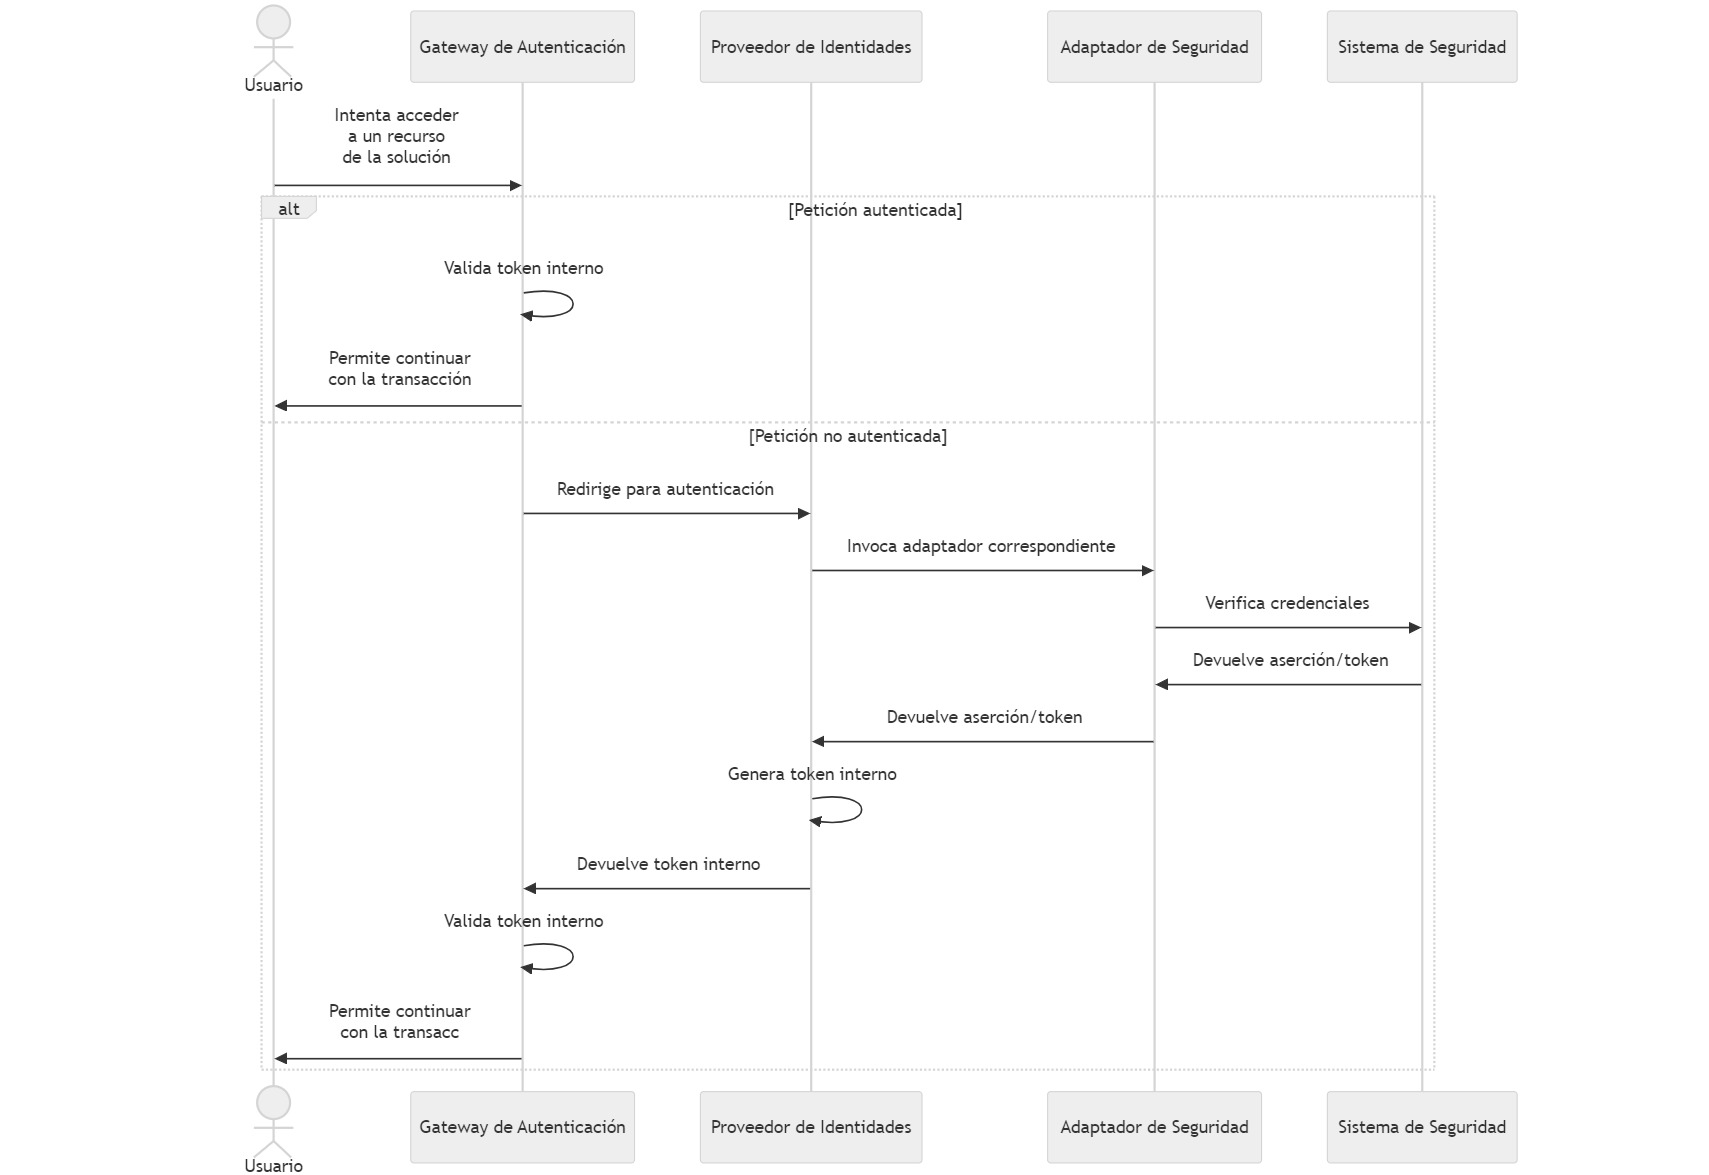 Usuario
Gateway de Autenticación
Proveedor de Identidades
Adaptador de Seguridad
Sistema de Seguridad
Intenta acceder
a un recurso
de la solución
alt
[Petición autenticada]
Valida token interno
Permite continuar
con la transacción
[Petición no autenticada]
Redirige para autenticación
Invoca adaptador correspondiente
Verifica credenciales
Devuelve aserción/token
Devuelve aserción/token
Genera token interno
Devuelve token interno
Valida token interno
Permite continuar
con la transacc
Usuario
Gateway de Autenticación
Proveedor de Identidades
Adaptador de Seguridad
Sistema de Seguridad